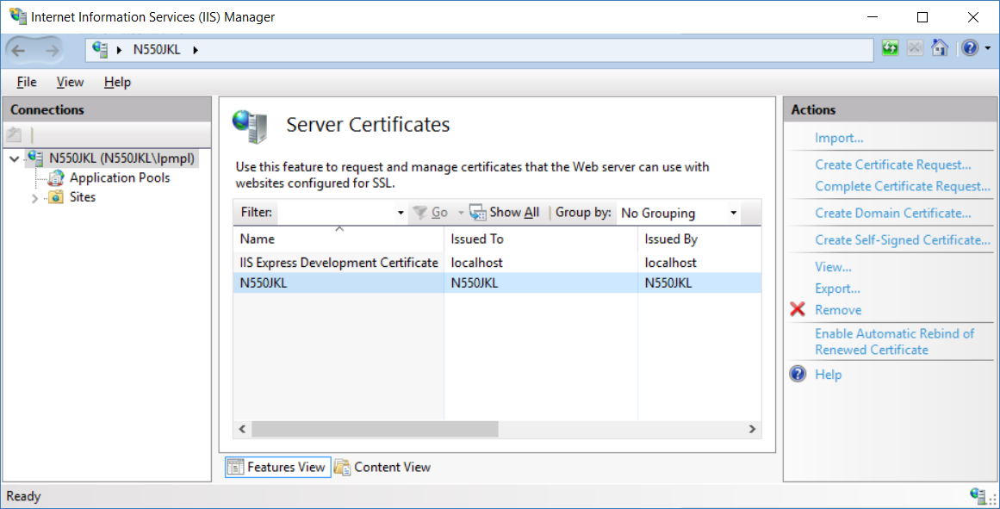 Internet Information Services (IIS) Manager
N550JKL
File View Help
Connections
N550JKL (N550JKL\lpmpl)
Application Pools
Sites
Server Certificates
Use this feature to request and manage certificates that the Web server can use with
websites configured for SSL.
Filter: Go Show All Group by: No Grouping
Name Issued To Issued By
IIS Express Development Certificate localhost localhost
N550JKL N550JKL N550JKL
Features View Content View
Actions
Import...
Create Certificate Request...
Complete Certificate Request...
Create Domain Certificate...
Create Self-Signed Certificate...
View...
Export...
Remove
Enable Automatic Rebind of
Renewed Certificate
Help
Ready